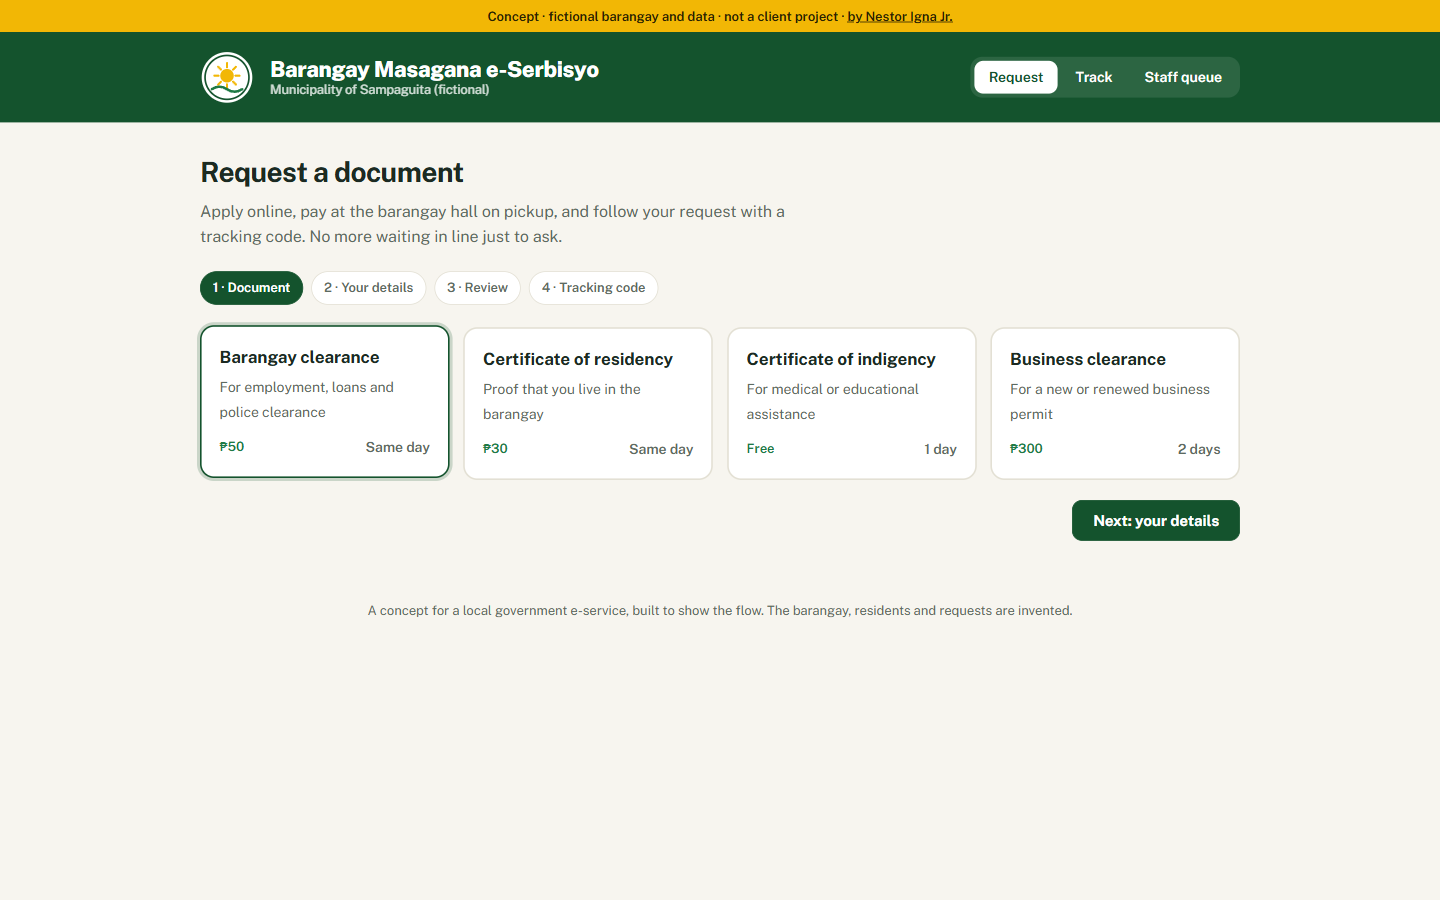 Concept · fictional barangay and data · not a client project · by Nestor Igna Jr.
Barangay Masagana e-Serbisyo
Municipality of Sampaguita (fictional)
Request
Track
Staff queue
Request a document
Apply online, pay at the barangay hall on pickup, and follow your request with a
tracking code. No more waiting in line just to ask.
1 · Document
2 · Your details
3 · Review
4 · Tracking code
Barangay clearance
For employment, loans and
police clearance
₱50
Same day
Certificate of residency
Proof that you live in the
barangay
₱30
Same day
Certificate of indigency
For medical or educational
assistance
Free
1 day
Business clearance
For a new or renewed business
permit
₱300
2 days
Next: your details
A concept for a local government e-service, built to show the flow. The barangay, residents and requests are invented.